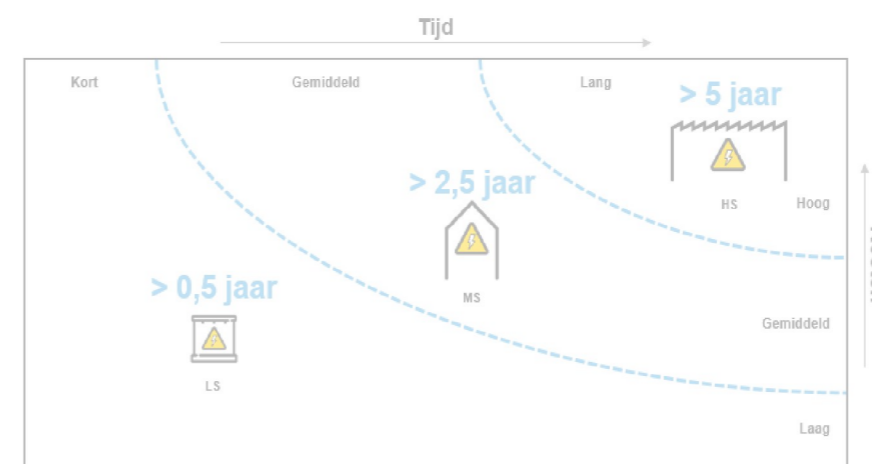 Tijd
Kort
Gemiddeld
Lang
> 5 jaar
> 2,5 jaar
HS
Hoog
> 0,5 jaar
MS
Gemiddeld
LS
Laag